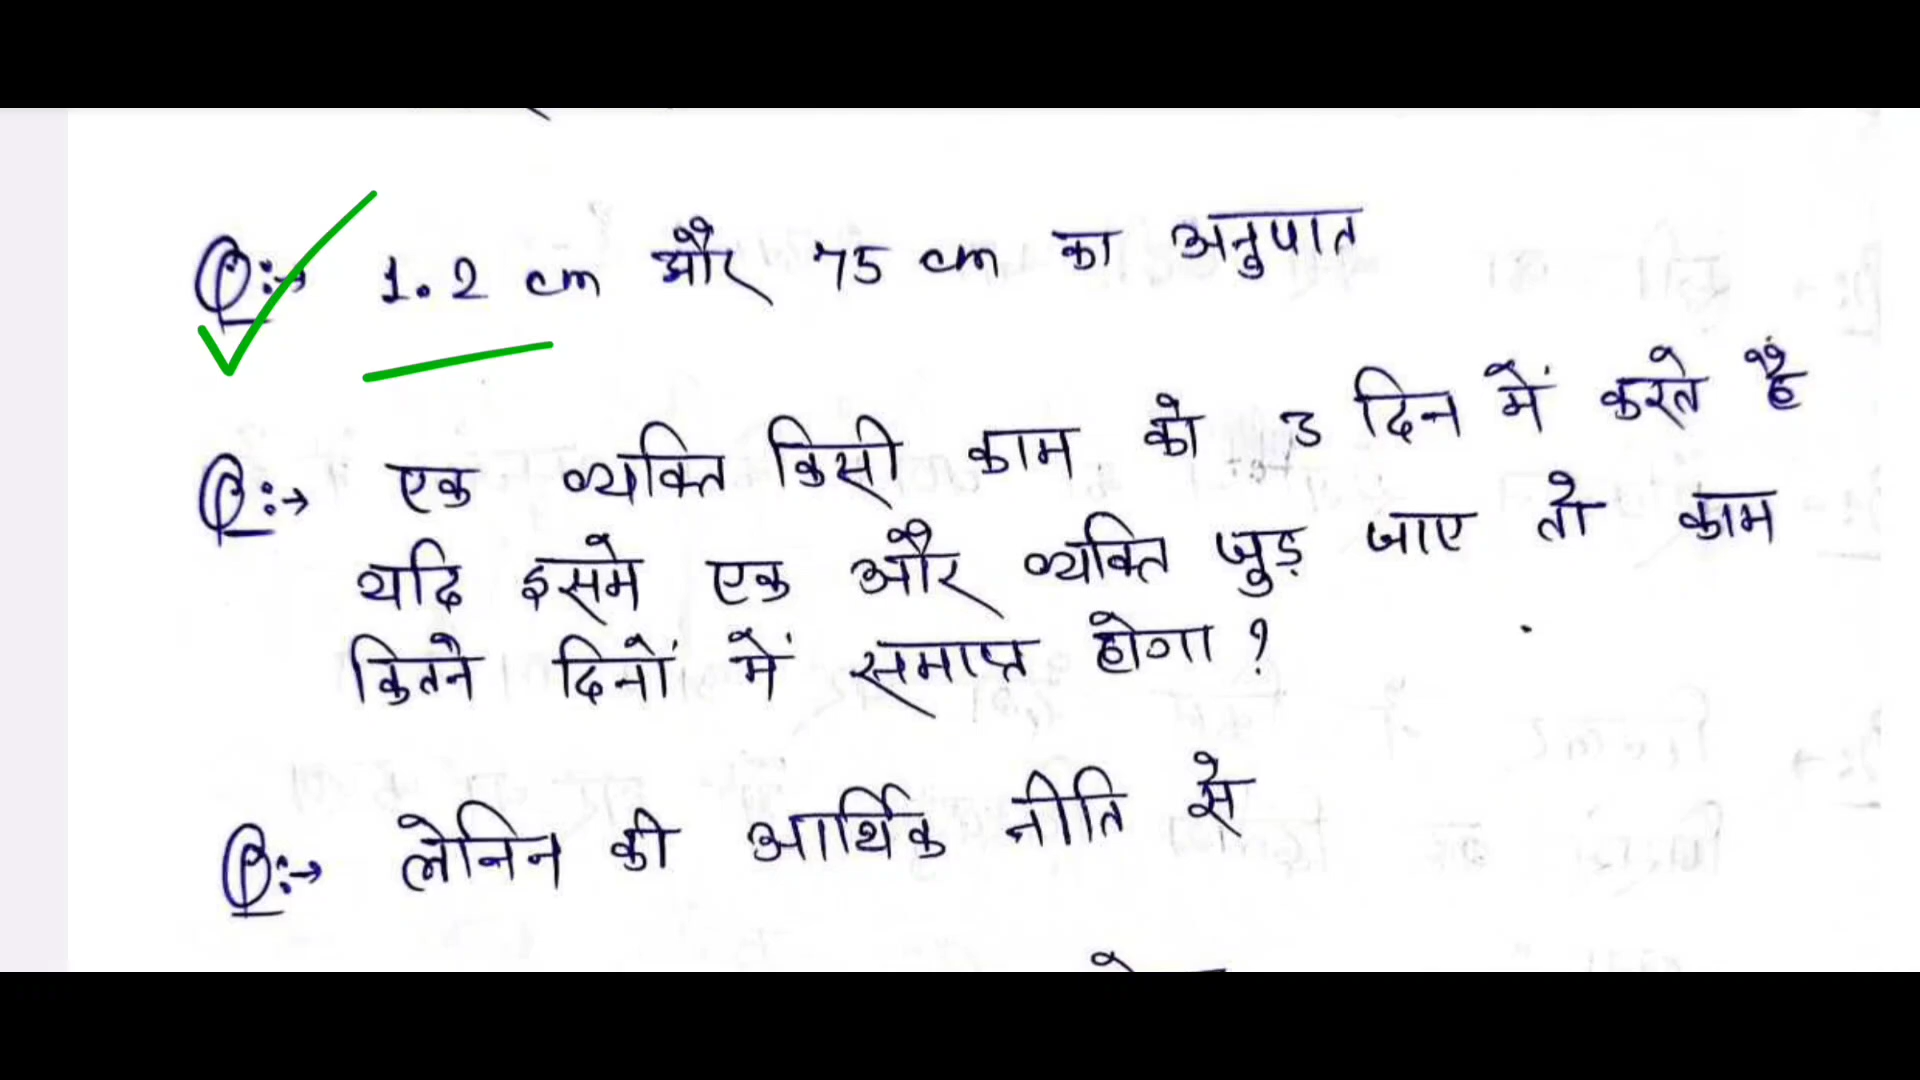 Q:→ 1.2 cm और 75 cm का अनुपात
Q:→ एक व्यक्ति किसी काम को 3 दिन में करते हैं
यदि इसमे एक और व्यक्ति जुड़ जाए तो काम
कितने दिनों में समाप्त होगा ?
Q:→ लेनिन की आर्थिक नीति से